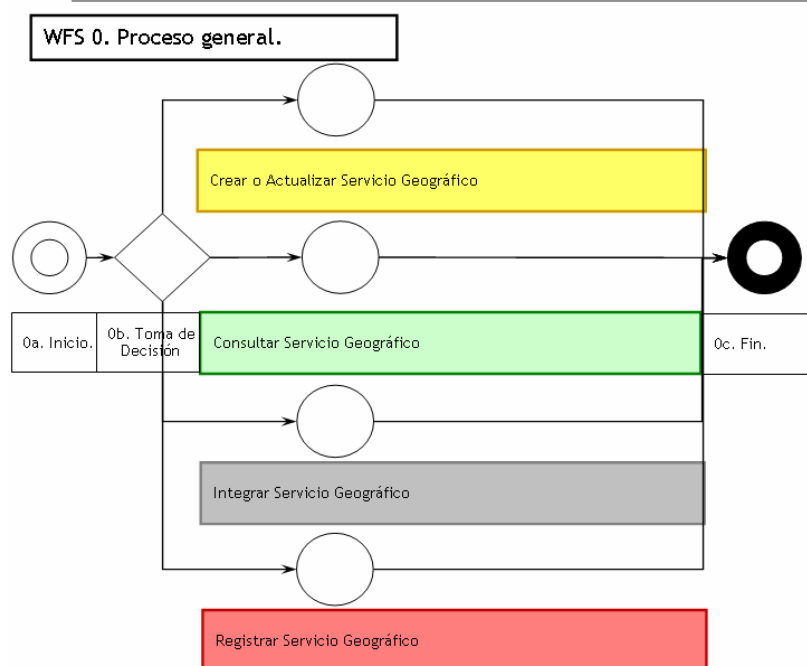 WFS 0. Proceso general.
Crear o Actualizar Servicio Geográfico
0a. Inicio.
0b. Toma de
Decisión
Consultar Servicio Geográfico
0c. Fin.
Integrar Servicio Geográfico
Registrar Servicio Geográfico